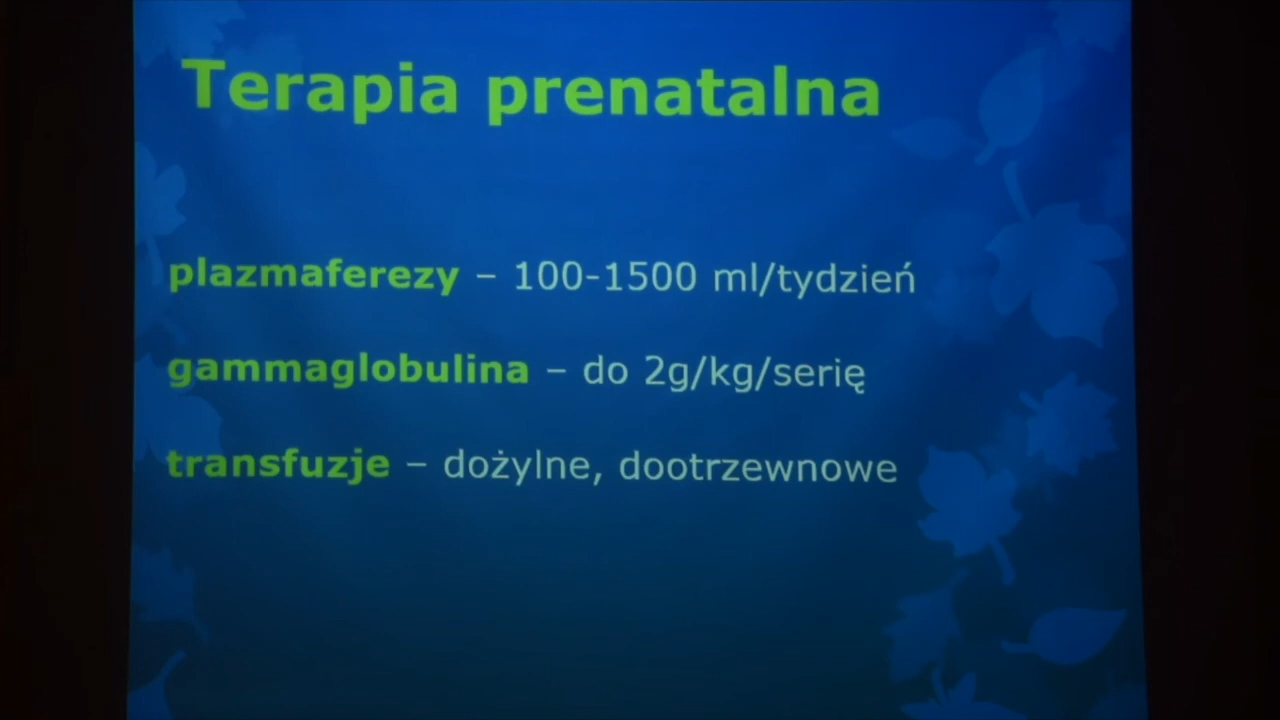 Terapia prenatalna
plazmaferezy – 100-1500 ml/tydzień
gammaglobulina – do 2g/kg/serię
transfuzje – dożylne, dootrzewnowe